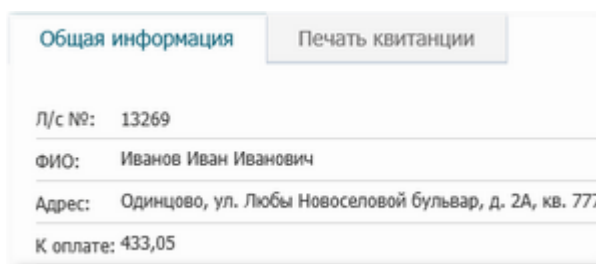 Общая информация Печать квитанции
Л/с №: 13269
ФИО: Иванов Иван Иванович
Адрес: Одинцово, ул. Любы Новоселовой бульвар, д. 2А, кв. 777
К оплате: 433,05